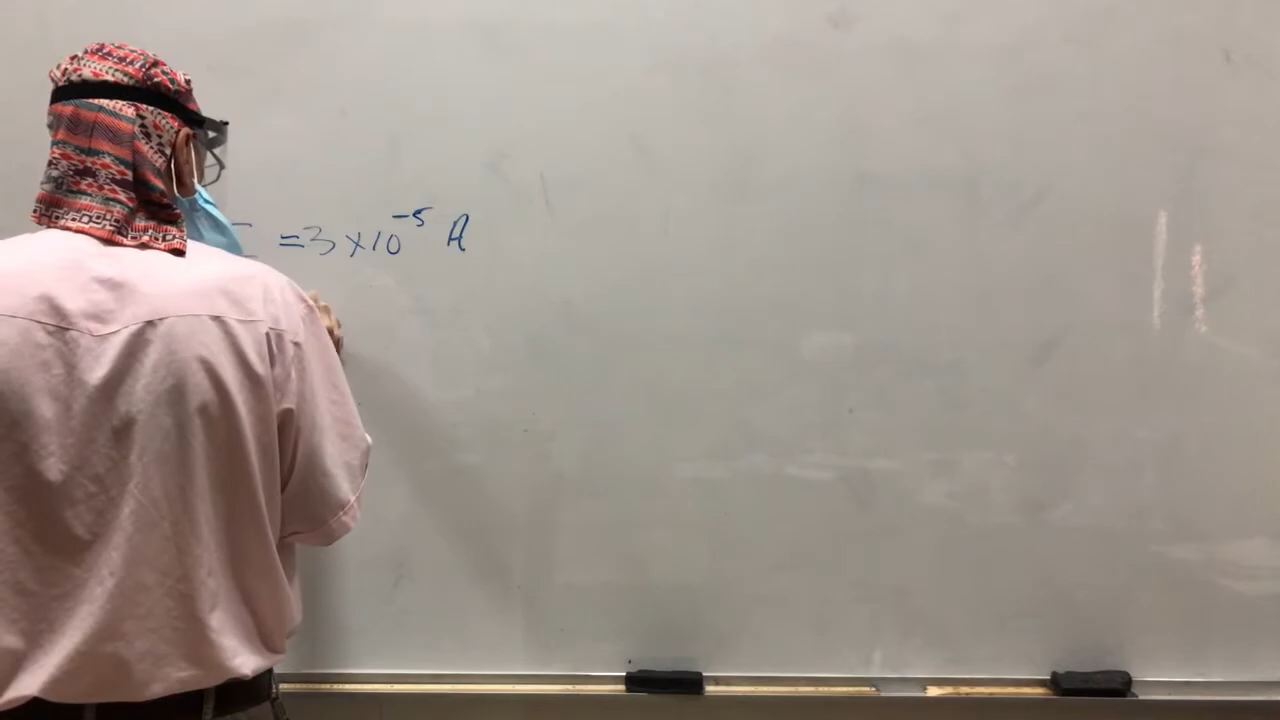 I = 3 × 10⁻⁵ A